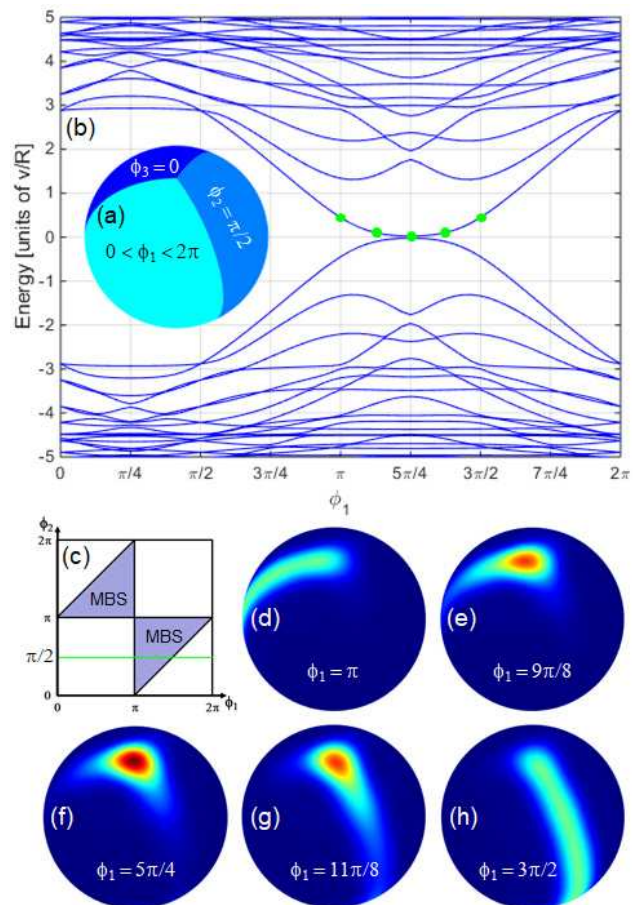 5
4
3
2
1
0
-1
-2
-3
-4
-5
Energy [units of v/R]
(b)
ϕ₃ = 0
(a)
ϕ₂ = π/2
0 < ϕ₁ < 2π
0 π/4 π/2 3π/4 π 5π/4 3π/2 7π/4 2π
ϕ₁
(c)
ϕ₂
2π
MBS
π
MBS
π/2
0
0 π 2π ϕ₁
(d)
ϕ₁ = π
(e)
ϕ₁ = 9π/8
(f)
ϕ₁ = 5π/4
(g)
ϕ₁ = 11π/8
(h)
ϕ₁ = 3π/2